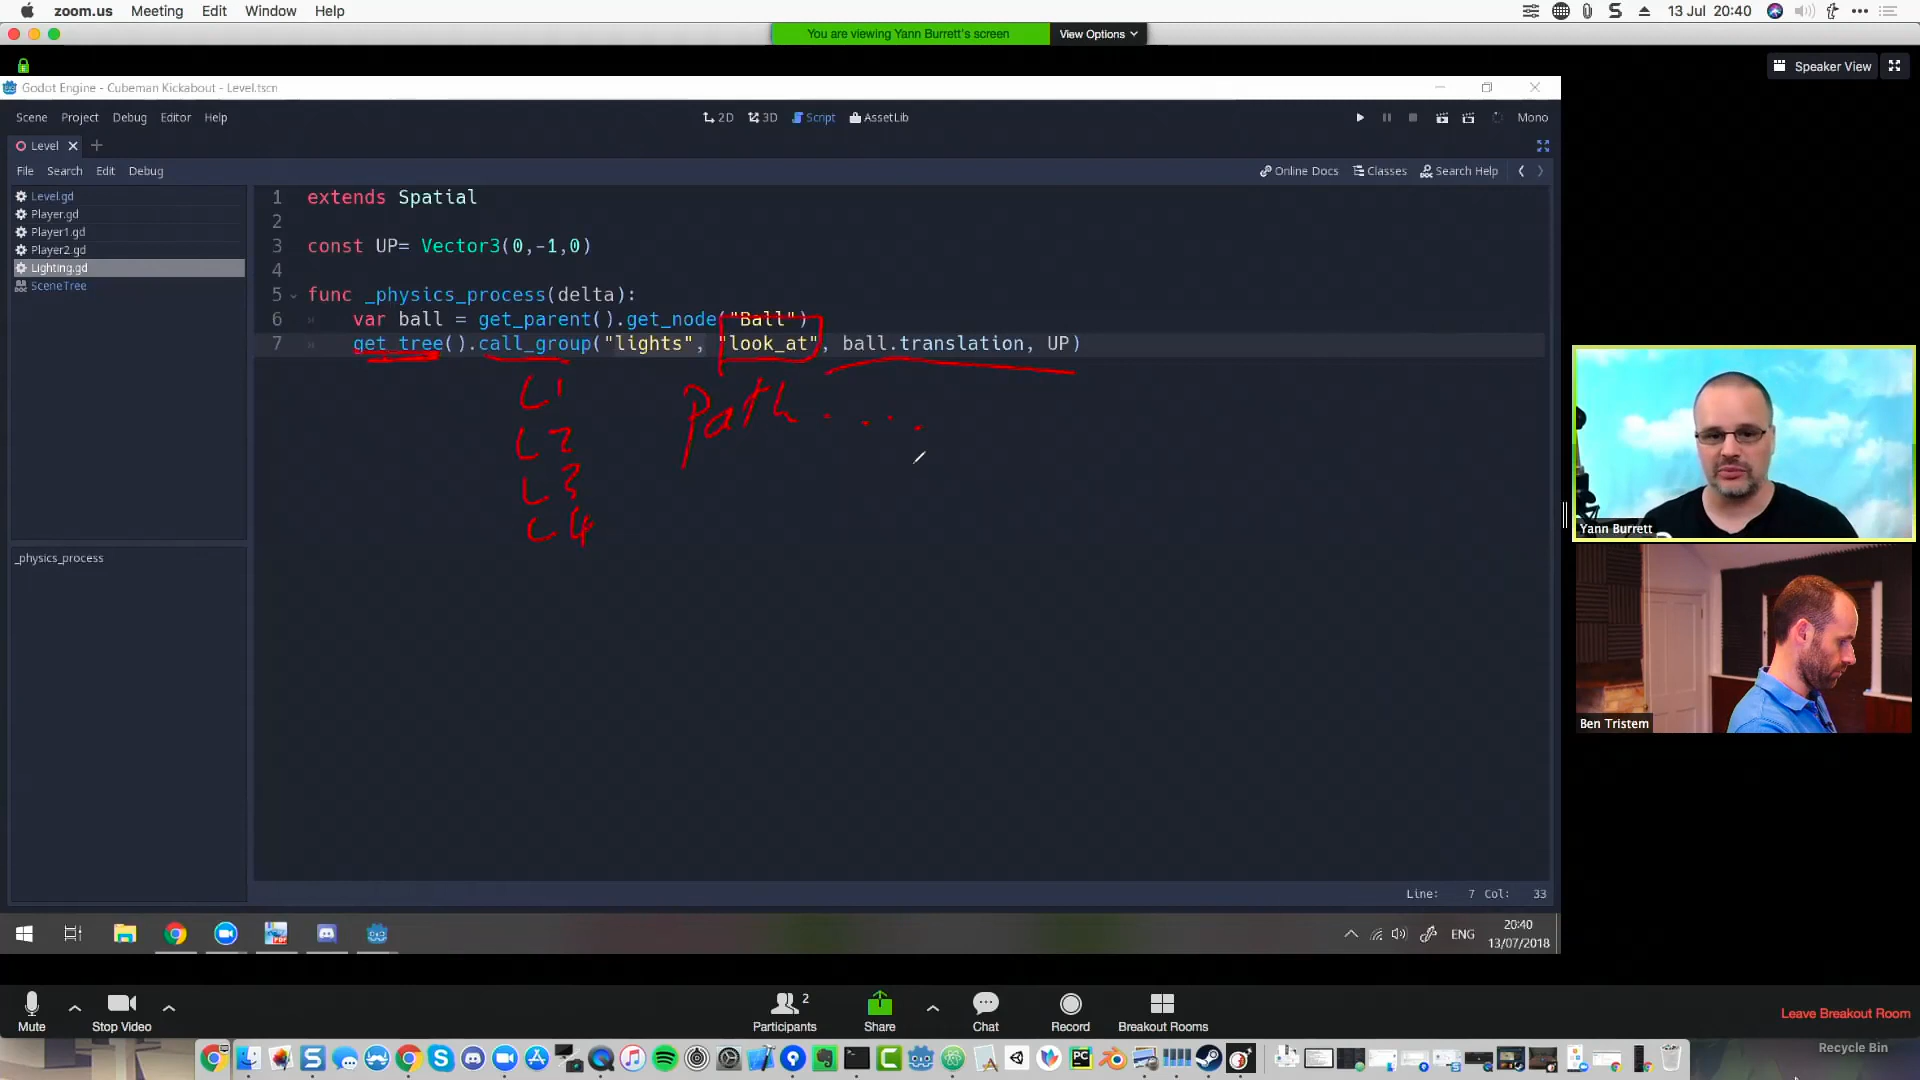 zoom.us Meeting Edit Window Help
13 Jul 20:40
You are viewing Yann Burrett's screen
View Options
Speaker View
Godot Engine - Cubeman Kickabout - Level.tscn
Scene Project Debug Editor Help
2D 3D Script AssetLib
Mono
Level
File Search Edit Debug
Online Docs Classes Search Help
Level.gd
Player.gd
Player1.gd
Player2.gd
Lighting.gd
SceneTree
_physics_process
1 extends Spatial
2
3 const UP= Vector3(0,-1,0)
4
5 func _physics_process(delta):
6 var ball = get_parent().get_node("Ball")
7 get_tree().call_group("lights", "look_at", ball.translation, UP)
L1
L2
L3
L4
Path . . . .
Line: 7 Col: 33
Yann Burrett
Ben Tristem
ENG
20:40
13/07/2018
Mute
Stop Video
Participants
2
Share
Chat
Record
Breakout Rooms
Leave Breakout Room
Recycle Bin